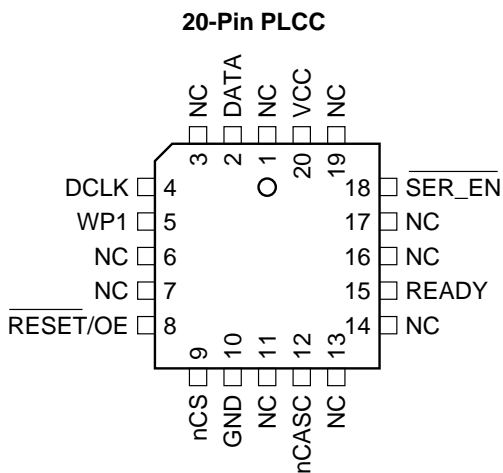 20-Pin PLCC
NC
DATA
NC
VCC
NC
3
2
1
20
19
DCLK 4
18 SER_EN
WP1 5
17 NC
NC 6
16 NC
NC 7
15 READY
RESET/OE 8
14 NC
9
10
11
12
13
nCS
GND
NC
nCASC
NC